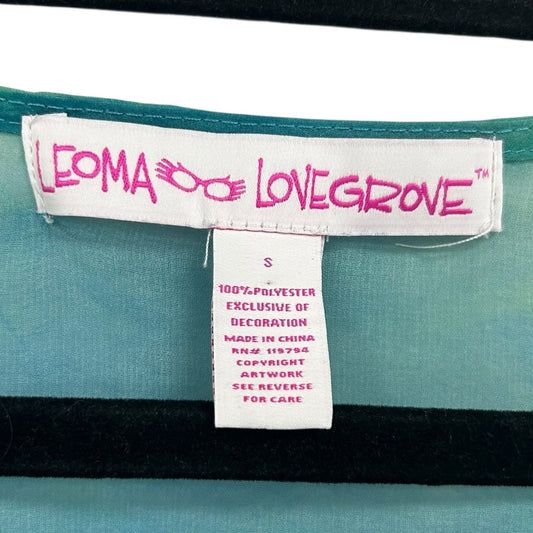 LEOMA LOVEGROVE™
S
100% POLYESTER
EXCLUSIVE OF
DECORATION
MADE IN CHINA
RN# 119794
COPYRIGHT
ARTWORK
SEE REVERSE
FOR CARE